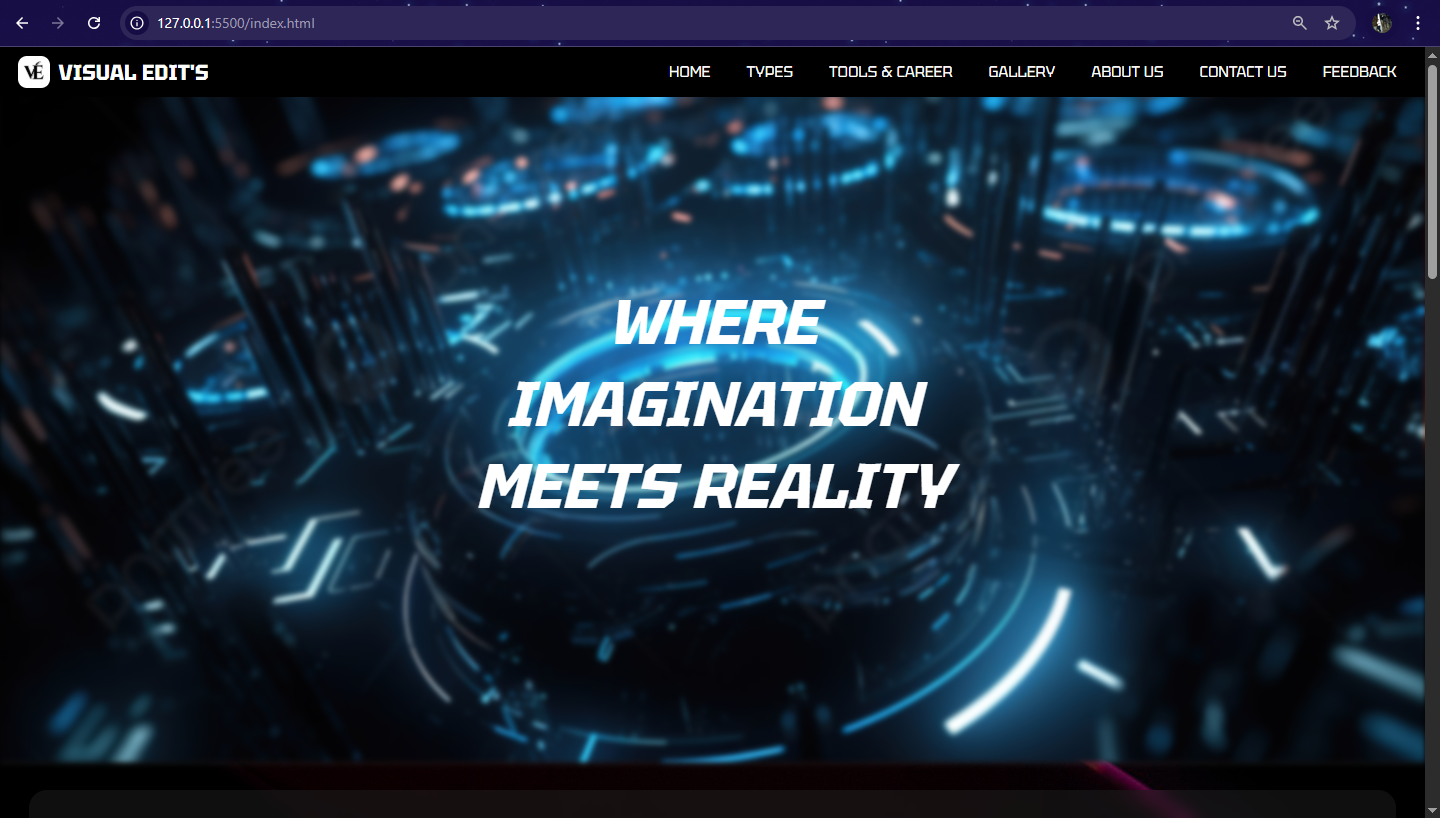 127.0.0.1:5500/index.html
VE VISUAL EDIT'S
HOME TYPES TOOLS & CAREER GALLERY ABOUT US CONTACT US FEEDBACK
WHERE
IMAGINATION
MEETS REALITY